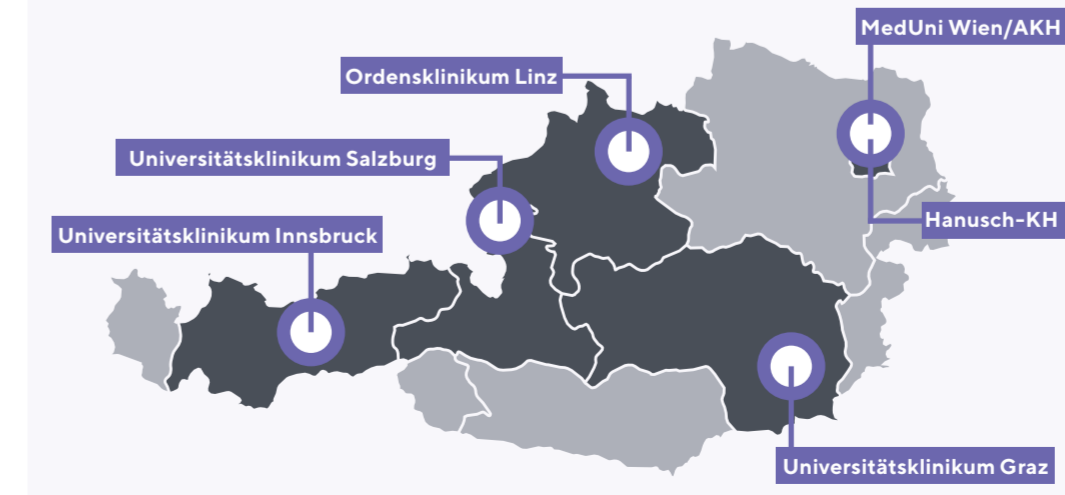 MedUni Wien/AKH
Ordensklinikum Linz
Universitätsklinikum Salzburg
Hanusch-KH
Universitätsklinikum Innsbruck
Universitätsklinikum Graz